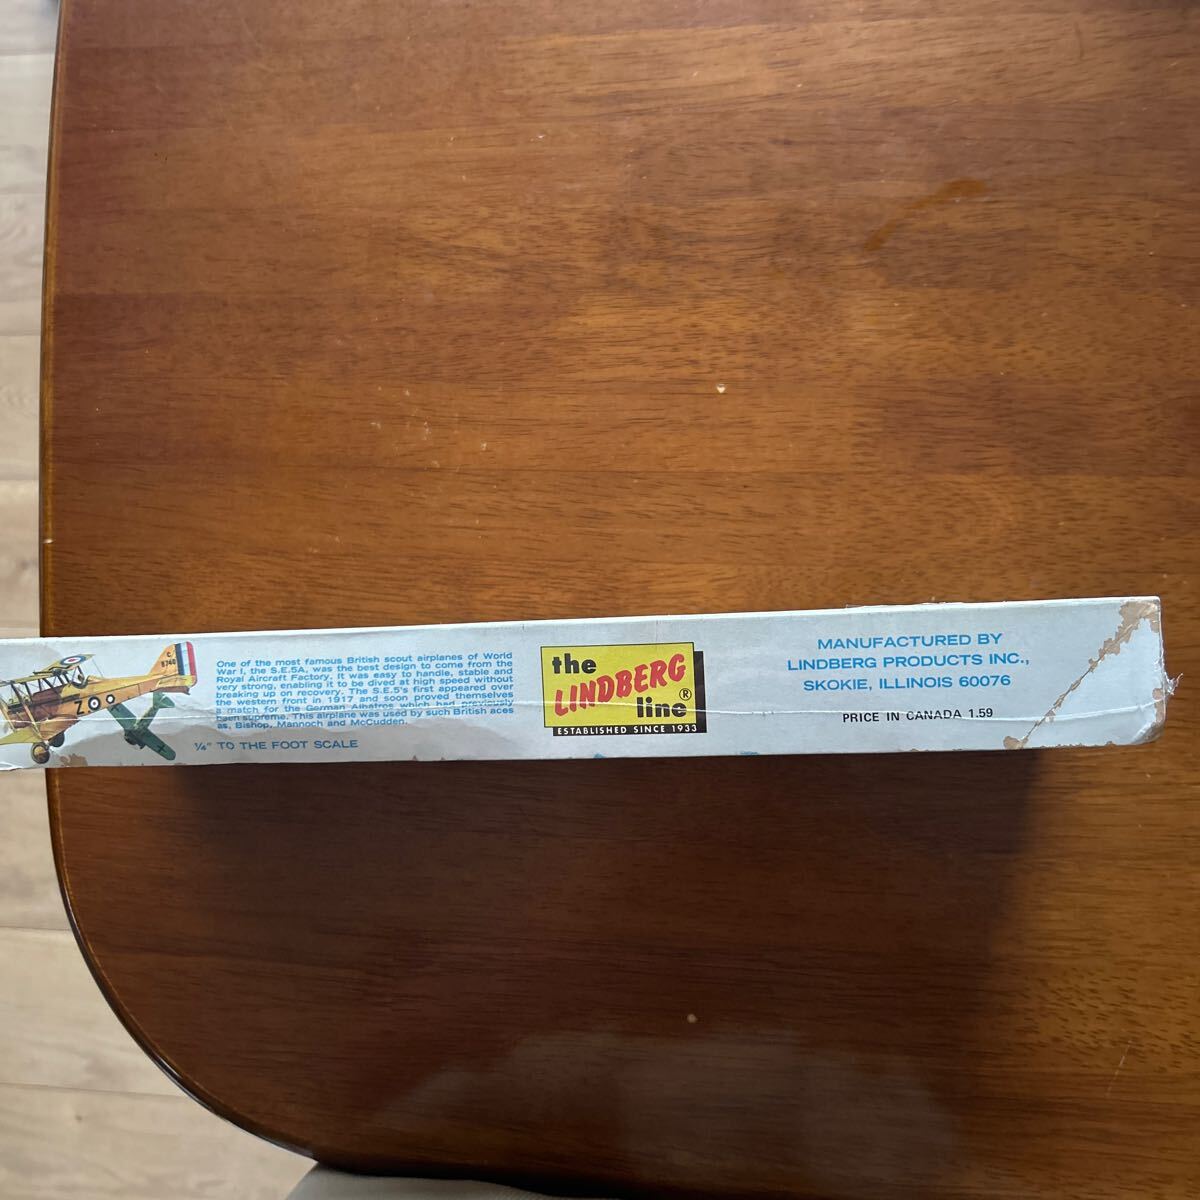 One of the most famous British scout airplanes of World
War I, the S.E.5A, was the best design to come from the
Royal Aircraft Factory. It was easy to handle, stable and
very strong, enabling it to be dived at high speed without
breaking up on recovery. The S.E.5's first appeared over
the western front in 1917 and soon proved themselves
a match for the German Albatros which had previously
been supreme. This airplane was used by such British aces
as, Bishop, Mannoch and McCudden.
¼" TO THE FOOT SCALE
C
B740
Z
the
LINDBERG
line ®
ESTABLISHED SINCE 1933
MANUFACTURED BY
LINDBERG PRODUCTS INC.,
SKOKIE, ILLINOIS 60076
PRICE IN CANADA 1.59